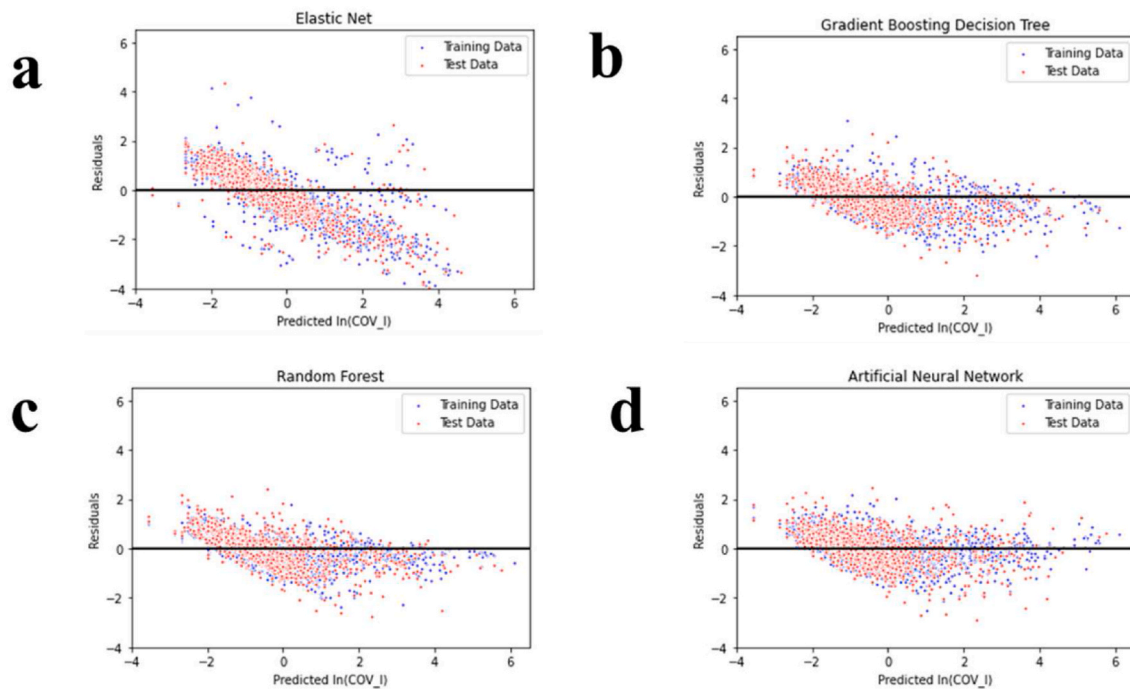 a
Elastic Net
6
4
2
0
−2
−4
Residuals
Training Data
Test Data
−4 −2 0 2 4 6
Predicted ln(COV_I)
b
Gradient Boosting Decision Tree
6
4
2
0
−2
−4
Residuals
Training Data
Test Data
−4 −2 0 2 4 6
Predicted ln(COV_I)
c
Random Forest
6
4
2
0
−2
−4
Residuals
Training Data
Test Data
−4 −2 0 2 4 6
Predicted ln(COV_I)
d
Artificial Neural Network
6
4
2
0
−2
−4
Residuals
Training Data
Test Data
−4 −2 0 2 4 6
Predicted ln(COV_I)